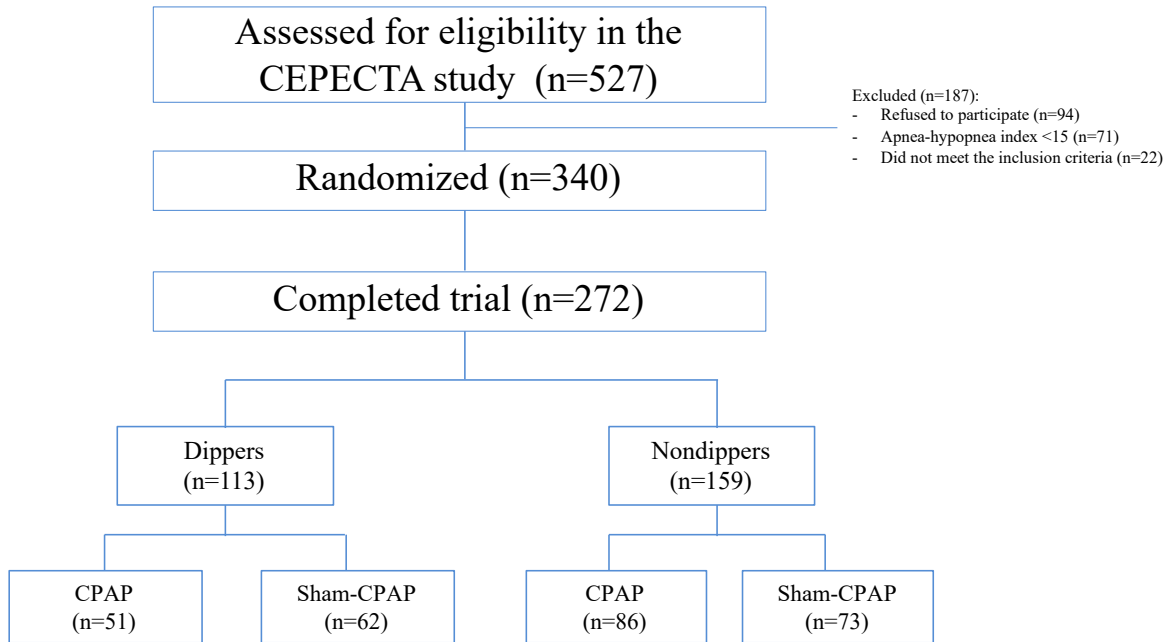 Assessed for eligibility in the
CEPECTA study  (n=527)
Excluded (n=187):
- Refused to participate (n=94)
- Apnea-hypopnea index <15 (n=71)
- Did not meet the inclusion criteria (n=22)
Randomized (n=340)
Completed trial (n=272)
Dippers
(n=113)
Nondippers
(n=159)
CPAP
(n=51)
Sham-CPAP
(n=62)
CPAP
(n=86)
Sham-CPAP
(n=73)